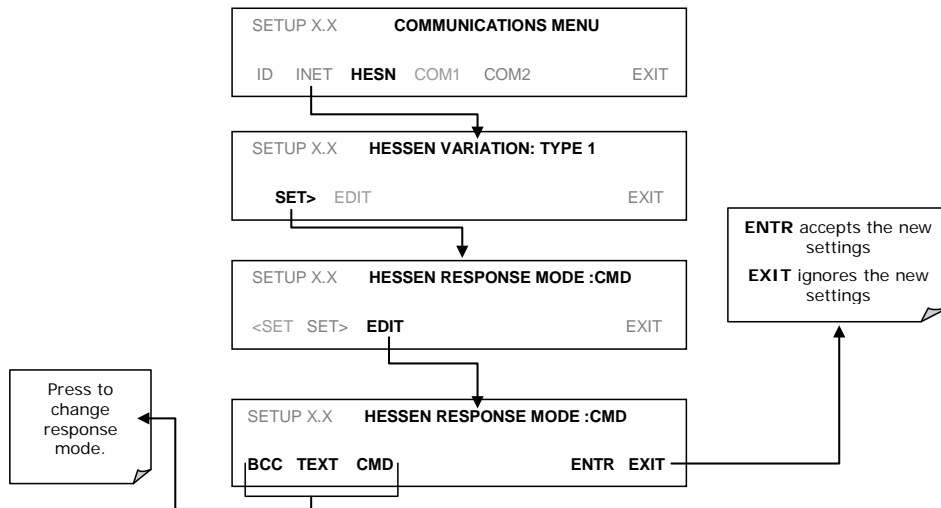 SETUP X.X COMMUNICATIONS MENU
ID INET HESN COM1 COM2 EXIT
SETUP X.X HESSEN VARIATION: TYPE 1
SET> EDIT EXIT
ENTR accepts the new
settings
EXIT ignores the new
settings
SETUP X.X HESSEN RESPONSE MODE :CMD
<SET SET> EDIT EXIT
Press to
change
response
mode.
SETUP X.X HESSEN RESPONSE MODE :CMD
BCC TEXT CMD ENTR EXIT